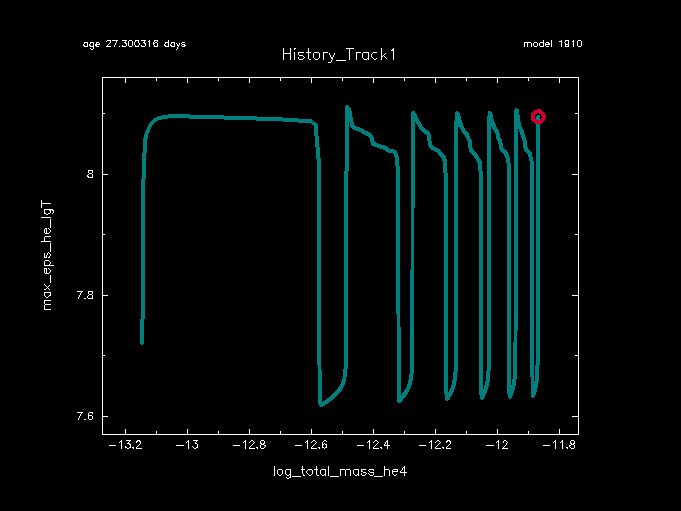 age 27.300316 days
model 1910
History_Track1
max_eps_he_lgT
8
7.8
7.6
−13.2
−13
−12.8
−12.6
−12.4
−12.2
−12
−11.8
log_total_mass_he4